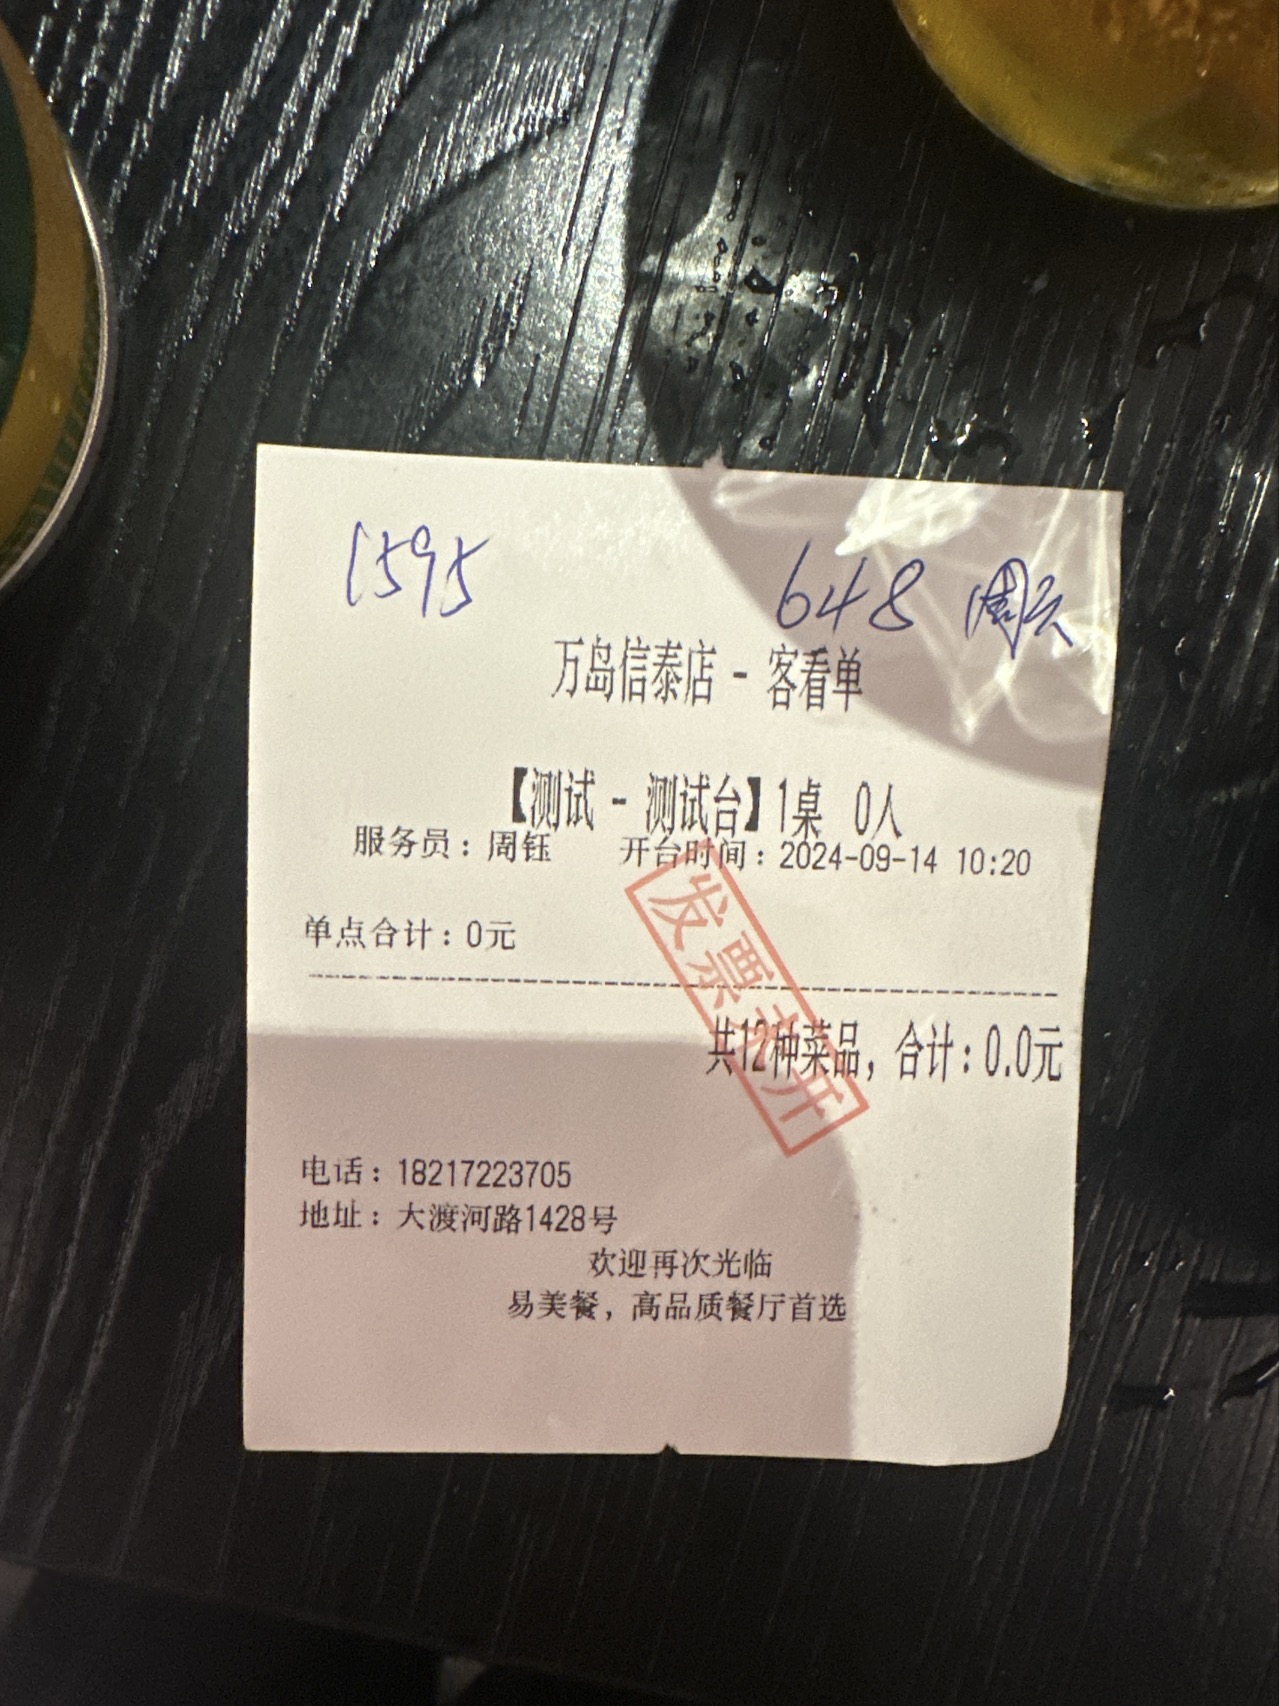 1595 648
万岛信泰店 - 客看单
【测试 - 测试台】1桌 0人
服务员：周钰 开台时间：2024-09-14 10:20
单点合计：0元
发票未开
共12种菜品，合计：0.0元
电话：18217223705
地址：大渡河路1428号
欢迎再次光临
易美餐，高品质餐厅首选